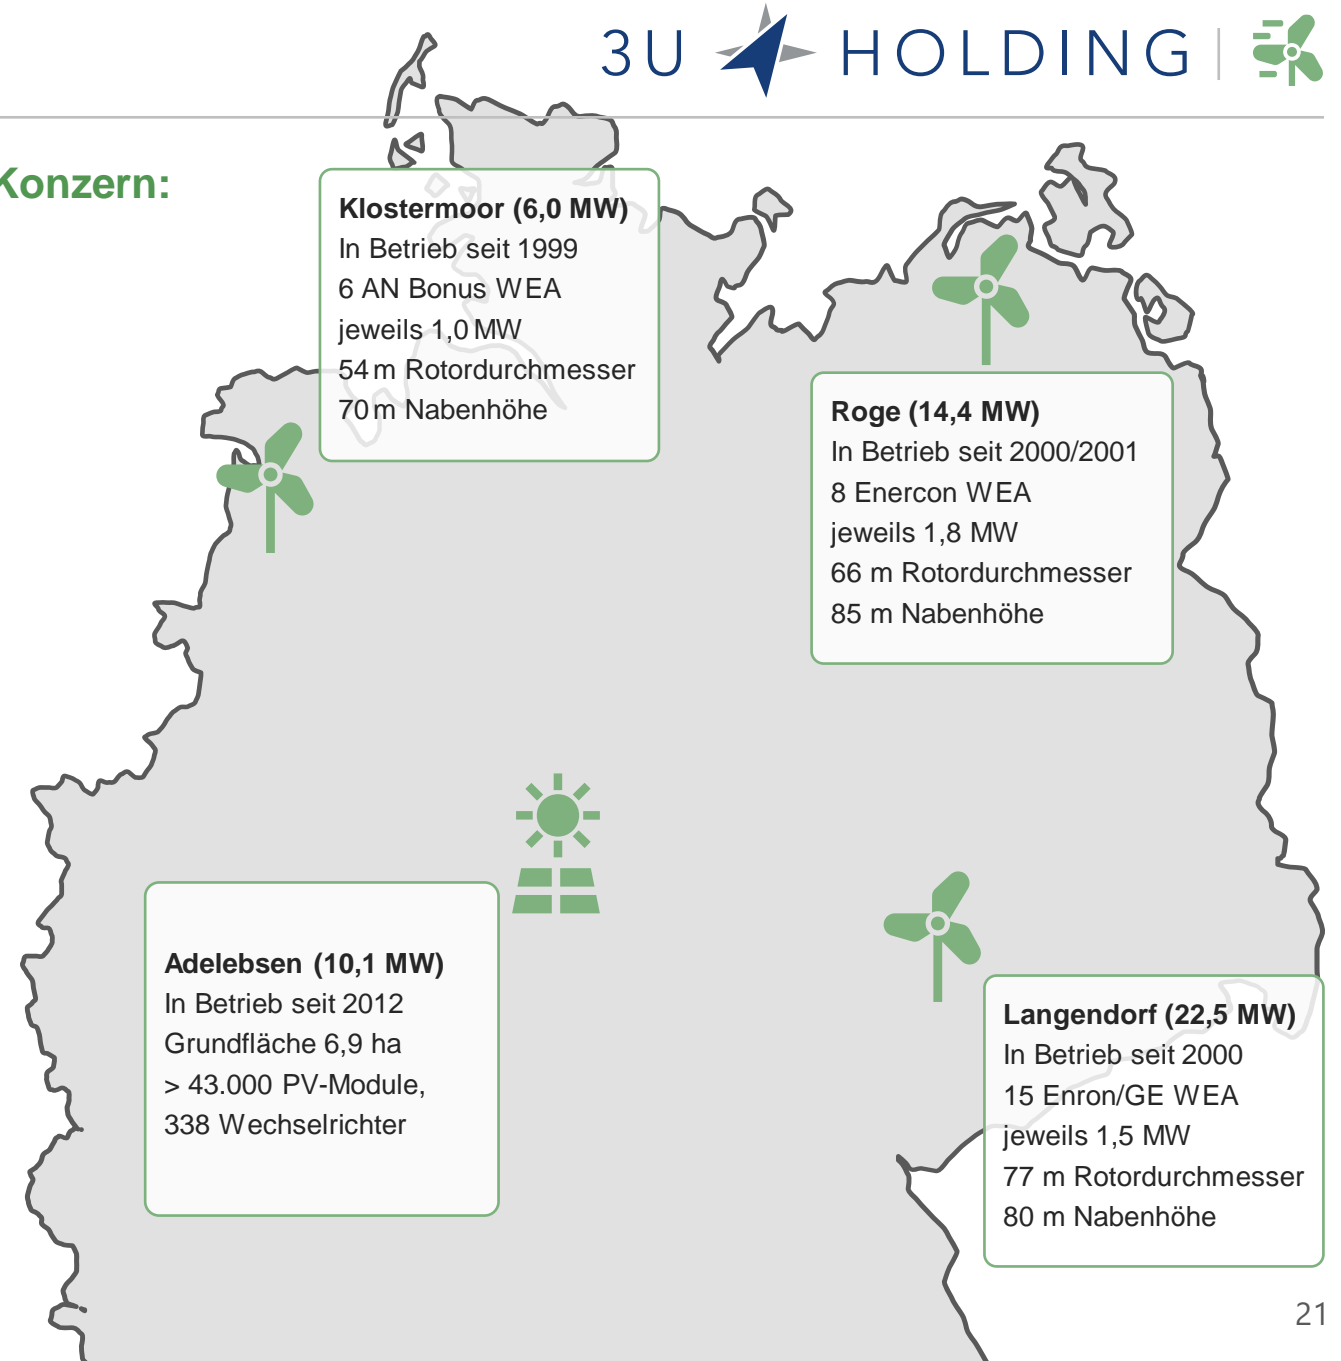 3U HOLDING
Konzern:
Klostermoor (6,0 MW)
In Betrieb seit 1999
6 AN Bonus WEA
jeweils 1,0 MW
54 m Rotordurchmesser
70 m Nabenhöhe
Roge (14,4 MW)
In Betrieb seit 2000/2001
8 Enercon WEA
jeweils 1,8 MW
66 m Rotordurchmesser
85 m Nabenhöhe
Adelebsen (10,1 MW)
In Betrieb seit 2012
Grundfläche 6,9 ha
> 43.000 PV-Module,
338 Wechselrichter
Langendorf (22,5 MW)
In Betrieb seit 2000
15 Enron/GE WEA
jeweils 1,5 MW
77 m Rotordurchmesser
80 m Nabenhöhe
21